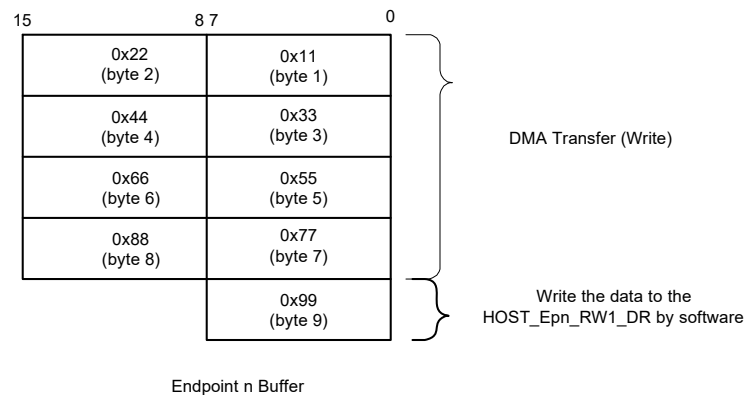 15 8 7 0
0x22 0x11
(byte 2) (byte 1)
0x44 0x33
(byte 4) (byte 3)
0x66 0x55
(byte 6) (byte 5)
0x88 0x77
(byte 8) (byte 7)
0x99
(byte 9)
DMA Transfer (Write)
Write the data to the
HOST_Epn_RW1_DR by software
Endpoint n Buffer